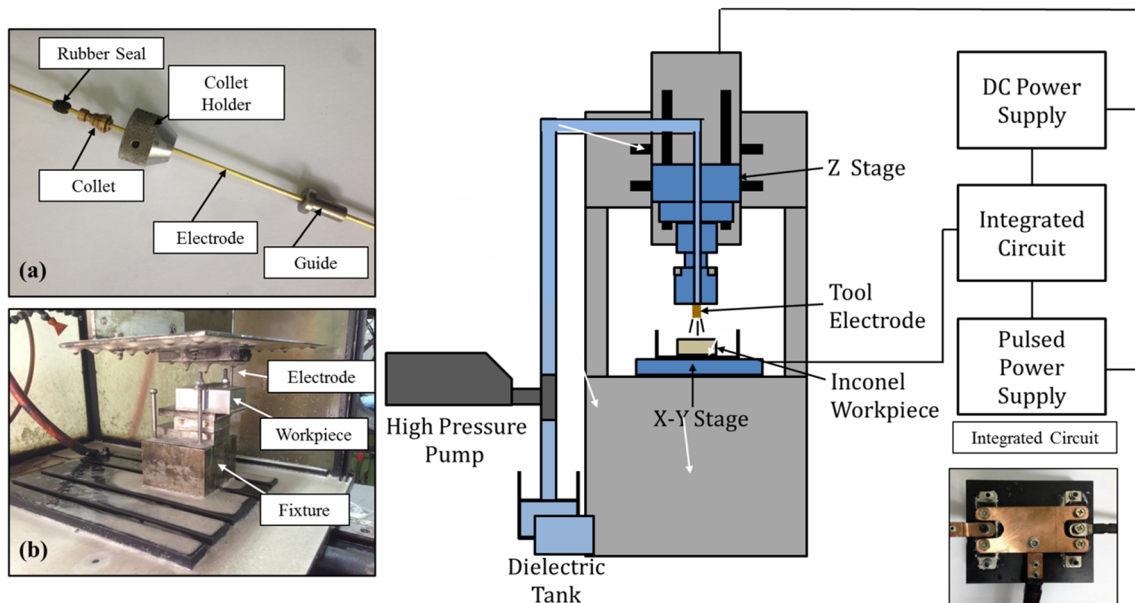 Rubber Seal
Collet
Holder
Collet
Electrode
Guide
(a)
Electrode
Workpiece
Fixture
(b)
High Pressure
Pump
Dielectric
Tank
Z Stage
Tool
Electrode
Inconel
Workpiece
X-Y Stage
DC Power
Supply
Integrated
Circuit
Pulsed
Power
Supply
Integrated Circuit